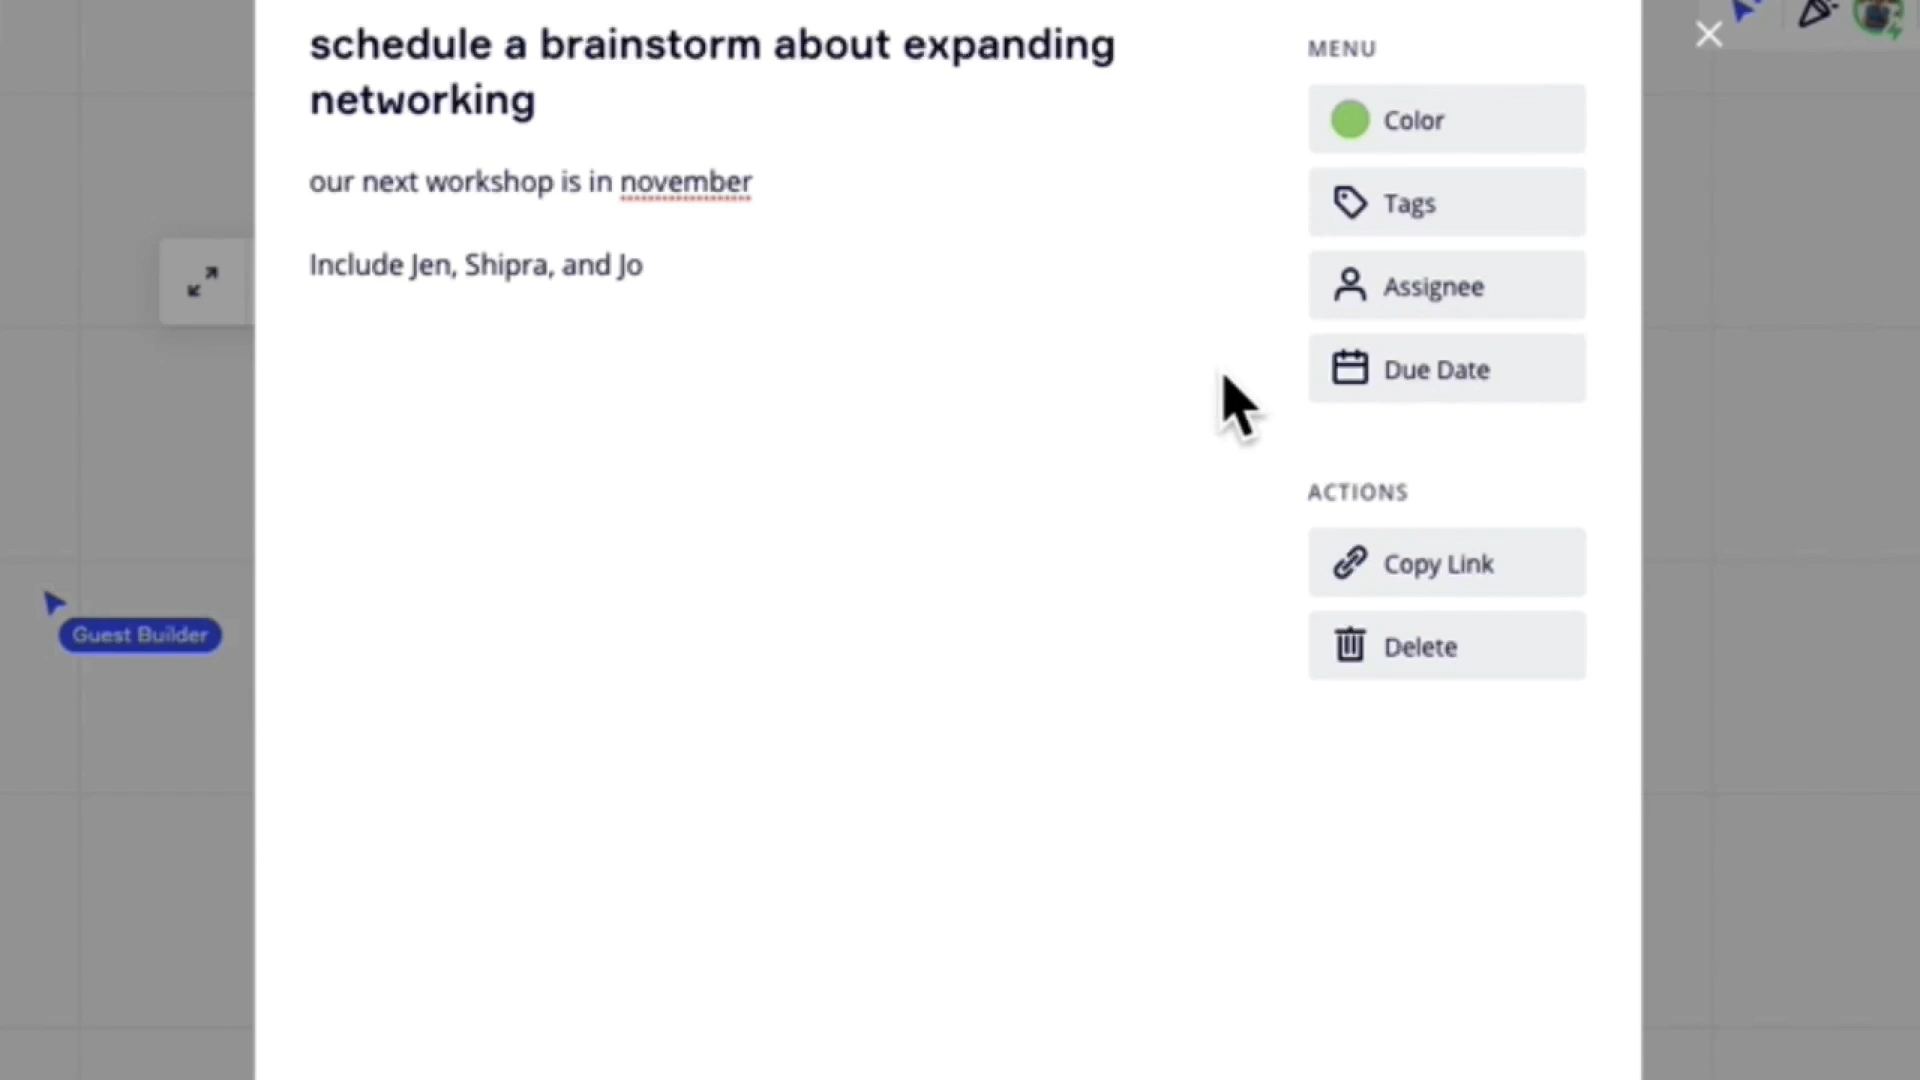 schedule a brainstorm about expanding
networking
our next workshop is in november
Include Jen, Shipra, and Jo
MENU
Color
Tags
Assignee
Due Date
ACTIONS
Copy Link
Delete
Guest Builder